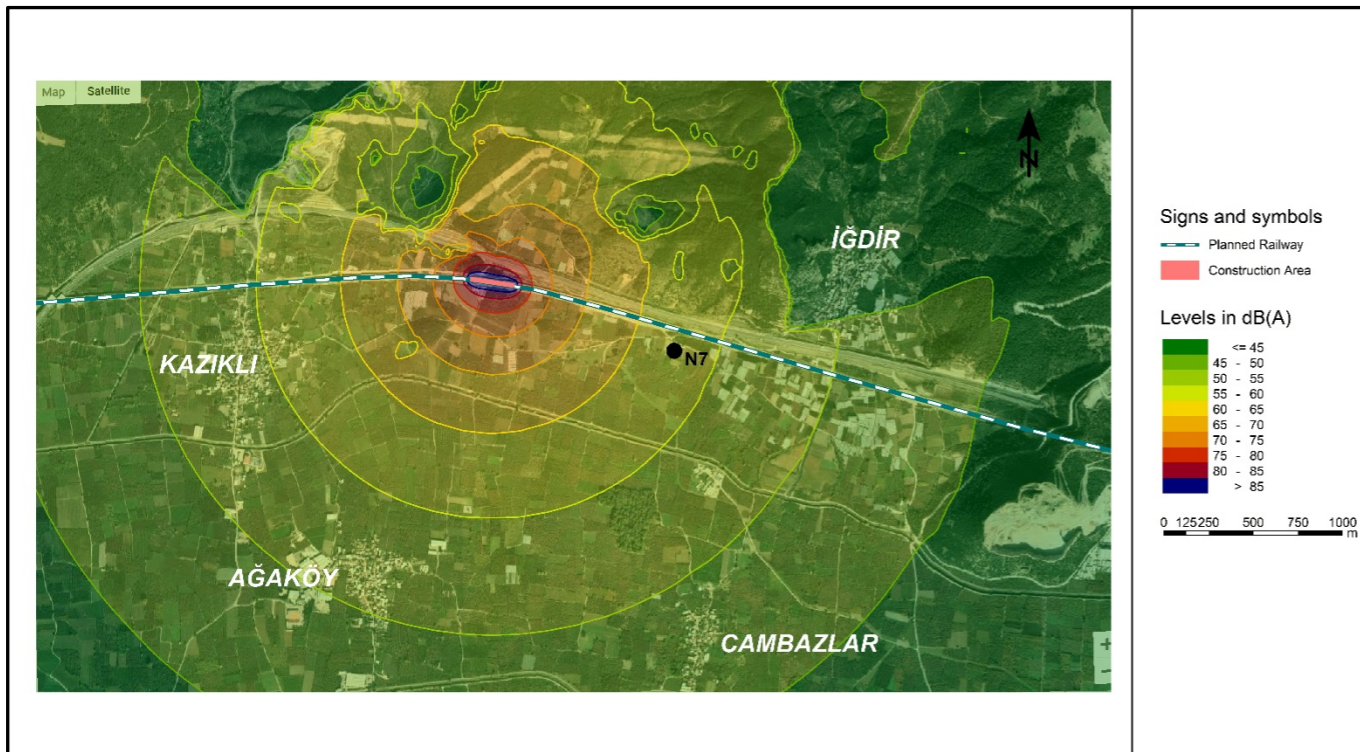 Map Satellite
N
İĞDİR
KAZIKLI
N7
AĞAKÖY
CAMBAZLAR
+
-
Signs and symbols
Planned Railway
Construction Area
Levels in dB(A)
<= 45
45 - 50
50 - 55
55 - 60
60 - 65
65 - 70
70 - 75
75 - 80
80 - 85
> 85
0 125 250 500 750 1000
m